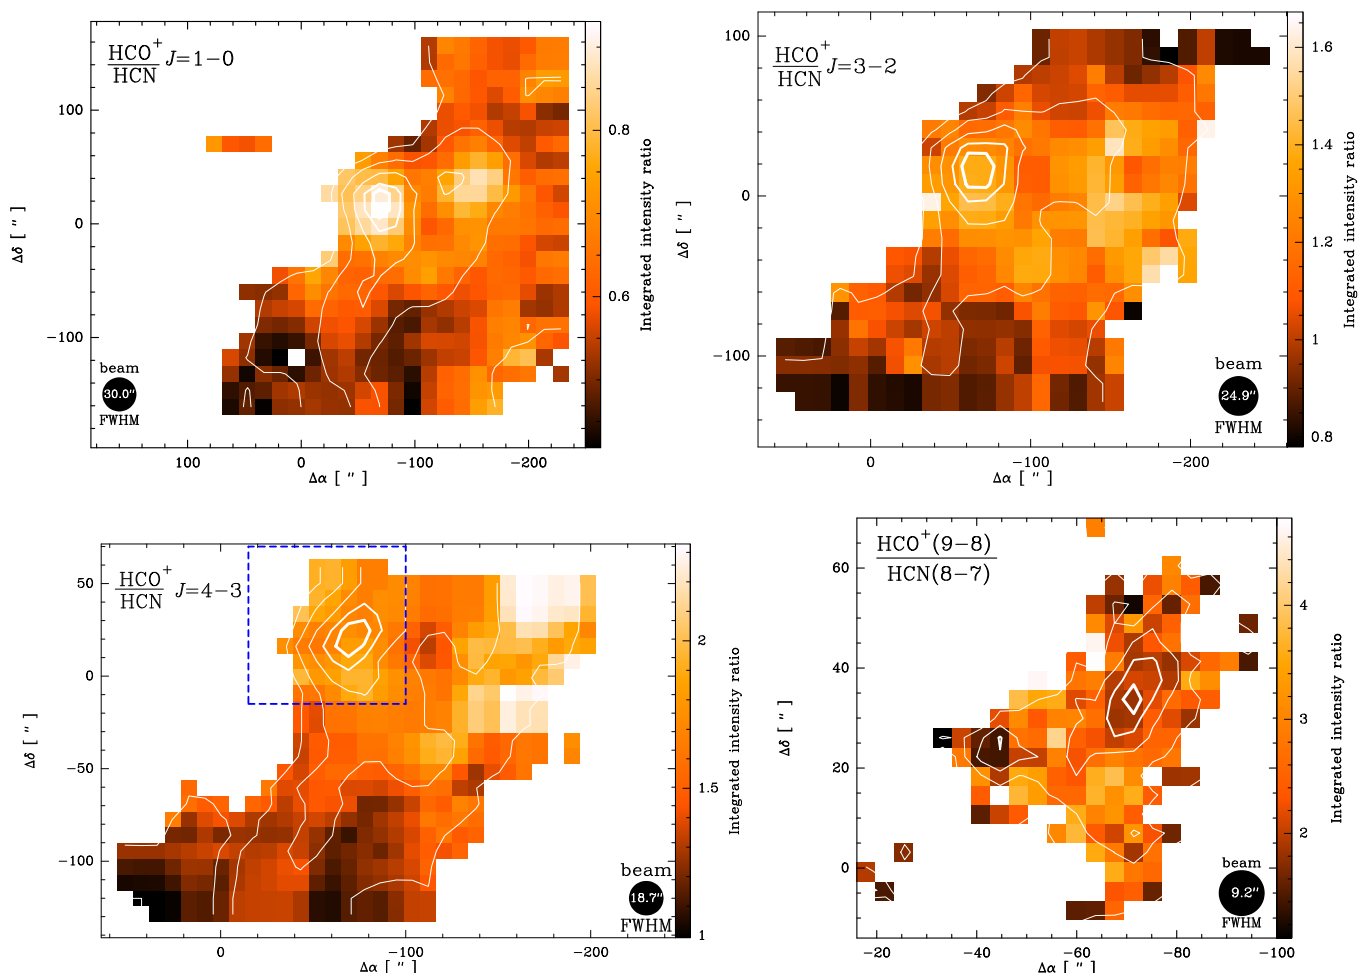 HCO+
HCN J=1−0
100
0
−100
Δδ [ ″ ]
beam
30.0″
FWHM
100 0 −100 −200
Δα [ ″ ]
0.8
0.6
Integrated intensity ratio
HCO+
HCN J=3−2
100
0
−100
Δδ [ ″ ]
beam
24.9″
FWHM
0 −100 −200
Δα [ ″ ]
1.6
1.4
1.2
1
0.8
Integrated intensity ratio
HCO+
HCN J=4−3
50
0
−50
−100
Δδ [ ″ ]
beam
18.7″
FWHM
0 −100 −200
Δα [ ″ ]
2
1.5
1
Integrated intensity ratio
HCO+(9−8)
HCN(8−7)
60
40
20
0
Δδ [ ″ ]
beam
9.2″
FWHM
−20 −40 −60 −80 −100
Δα [ ″ ]
4
3
2
Integrated intensity ratio